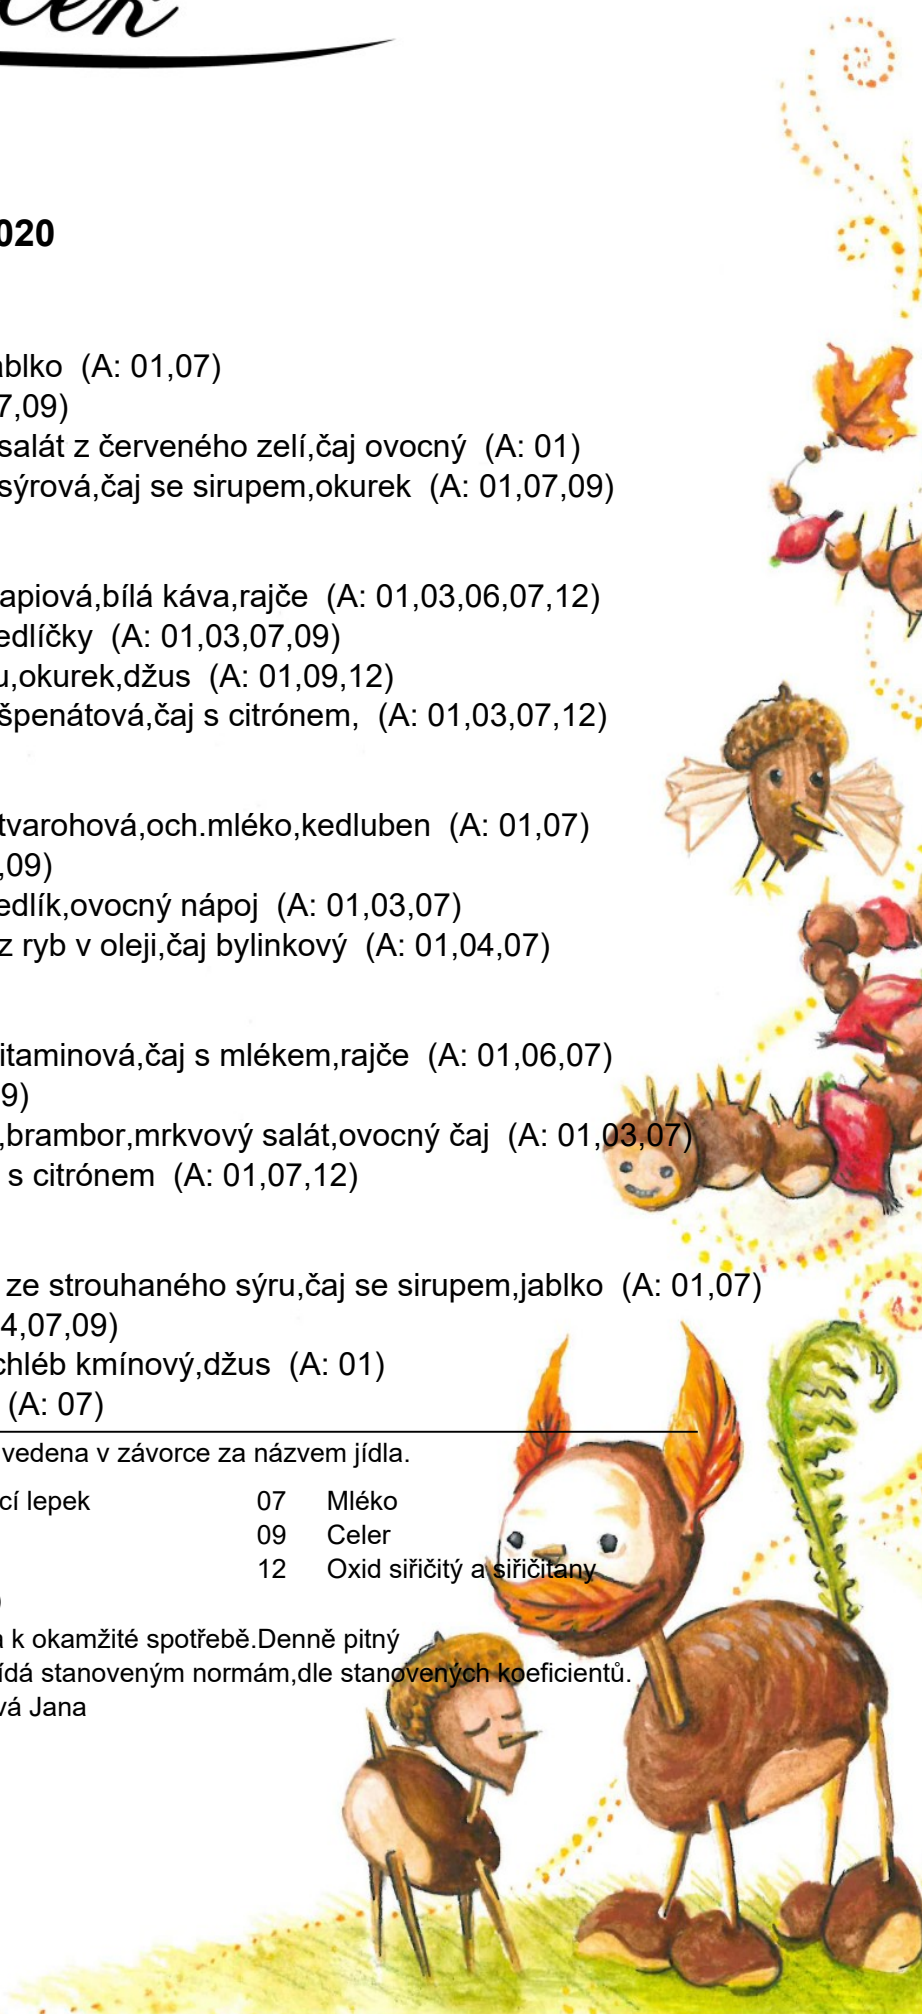 ček
020
ablko (A: 01,07)
7,09)
salát z červeného zelí,čaj ovocný (A: 01)
sýrová,čaj se sirupem,okurek (A: 01,07,09)
apiová,bílá káva,rajče (A: 01,03,06,07,12)
edlíčky (A: 01,03,07,09)
u,okurek,džus (A: 01,09,12)
špenátová,čaj s citrónem, (A: 01,03,07,12)
tvarohová,och.mléko,kedluben (A: 01,07)
,09)
edlík,ovocný nápoj (A: 01,03,07)
z ryb v oleji,čaj bylinkový (A: 01,04,07)
itaminová,čaj s mlékem,rajče (A: 01,06,07)
9)
,brambor,mrkvový salát,ovocný čaj (A: 01,03,07)
s citrónem (A: 01,07,12)
ze strouhaného sýru,čaj se sirupem,jablko (A: 01,07)
4,07,09)
chléb kmínový,džus (A: 01)
(A: 07)
vedena v závorce za názvem jídla.
cí lepek 07 Mléko
09 Celer
12 Oxid siřičitý a siřičitany
)
a k okamžité spotřebě.Denně pitný
ídá stanoveným normám,dle stanovených koeficientů.
vá Jana